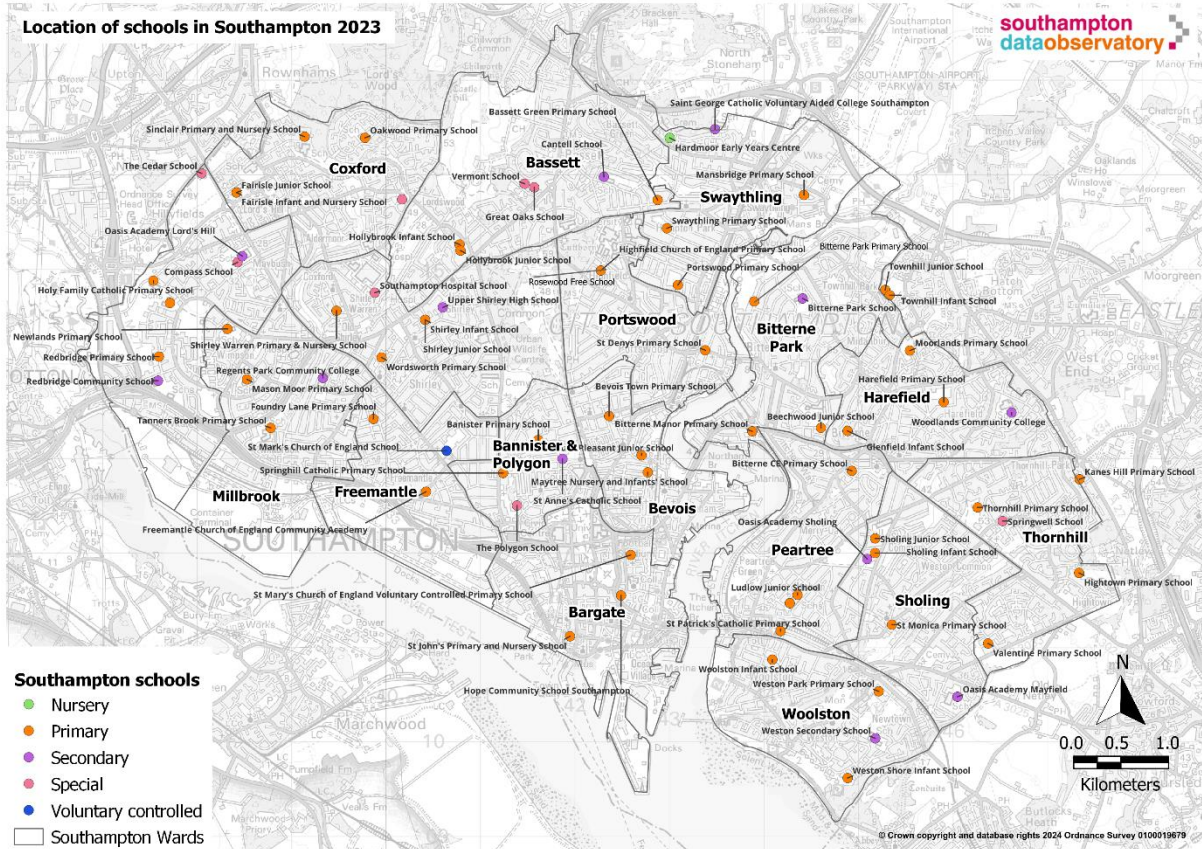 Location of schools in Southampton 2023
southampton
dataobservatory
Saint George Catholic Voluntary Aided College Southampton
Bassett Green Primary School
Sinclair Primary and Nursery School
Oakwood Primary School
Cantell School
Hardmoor Early Years Centre
Coxford
Bassett
The Cedar School
Vermont School
Mansbridge Primary School
Fairisle Junior School
Swaythling
Fairisle Infant and Nursery School
Great Oaks School
Swaythling Primary School
Oasis Academy Lord's Hill
Hollybrook Infant School
Highfield Church of England Primary School
Bitterne Park Primary School
Hollybrook Junior School
Compass School
Townhill Junior School
Rosewood Free School
Portswood Primary School
Holy Family Catholic Primary School
Southampton Hospital School
Townhill Infant School
Upper Shirley High School
Bitterne Park School
Portswood
Shirley Infant School
Bitterne
Park
Newlands Primary School
Shirley Warren Primary & Nursery School
Shirley Junior School
St Denys Primary School
Moorlands Primary School
Redbridge Primary School
Wordsworth Primary School
Regents Park Community College
Redbridge Community School
Mason Moor Primary School
Bevois Town Primary School
Harefield Primary School
Harefield
Foundry Lane Primary School
Tanners Brook Primary School
Bitterne Manor Primary School
Beechwood Junior School
Woodlands Community College
Banister Primary School
Glenfield Infant School
St Mark's Church of England School
Bannister &
Polygon
Pleasant Junior School
Bitterne CE Primary School
Springhill Catholic Primary School
Kanes Hill Primary School
Maytree Nursery and Infants' School
Millbrook
Freemantle
St Anne's Catholic School
Bevois
Thornhill Primary School
Oasis Academy Sholing
Springwell School
Freemantle Church of England Community Academy
Thornhill
SOUTHAMPTON
The Polygon School
Sholing Junior School
Peartree
Sholing Infant School
Hightown Primary School
Ludlow Junior School
St Mary's Church of England Voluntary Controlled Primary School
Sholing
Bargate
St Patrick's Catholic Primary School
St Monica Primary School
St John's Primary and Nursery School
Valentine Primary School
Woolston Infant School
Hope Community School Southampton
Weston Park Primary School
Oasis Academy Mayfield
Woolston
Weston Secondary School
Weston Shore Infant School
Southampton schools
Nursery
Primary
Secondary
Special
Voluntary controlled
Southampton Wards
N
0.0 0.5 1.0
Kilometers
© Crown copyright and database rights 2024 Ordnance Survey 0100019679
Rownhams
Marchwood